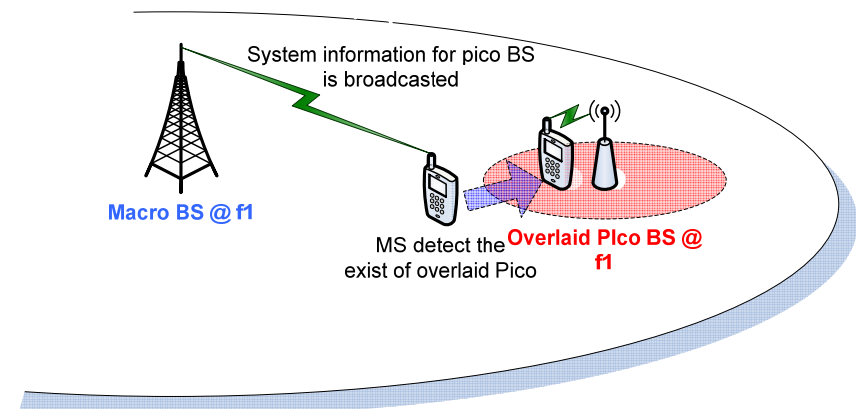 System information for pico BS
is broadcasted
Macro BS @ f1
MS detect the
exist of overlaid Pico
Overlaid PIco BS @
f1